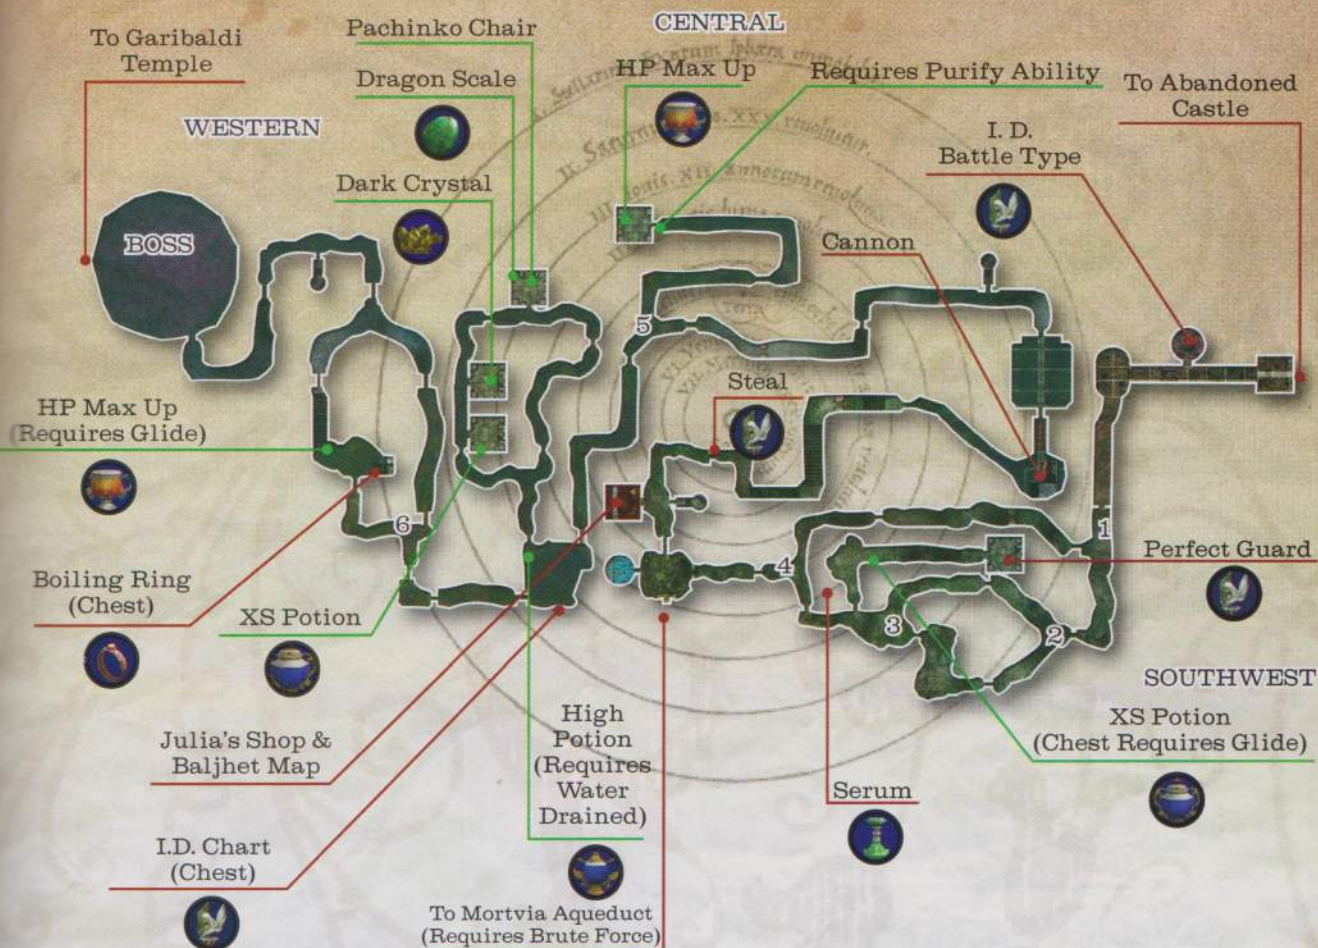 CENTRAL
To Garibaldi
Temple
Pachinko Chair
Dragon Scale
HP Max Up
Requires Purify Ability
To Abandoned
Castle
WESTERN
I. D.
Battle Type
Dark Crystal
BOSS
Cannon
5
Steal
HP Max Up
(Requires Glide)
6
1
4
Perfect Guard
Boiling Ring
(Chest)
XS Potion
3
2
SOUTHWEST
Julia's Shop &
Baljhet Map
High
Potion
(Requires
Water
Drained)
XS Potion
(Chest Requires Glide)
Serum
I.D. Chart
(Chest)
To Mortvia Aqueduct
(Requires Brute Force)